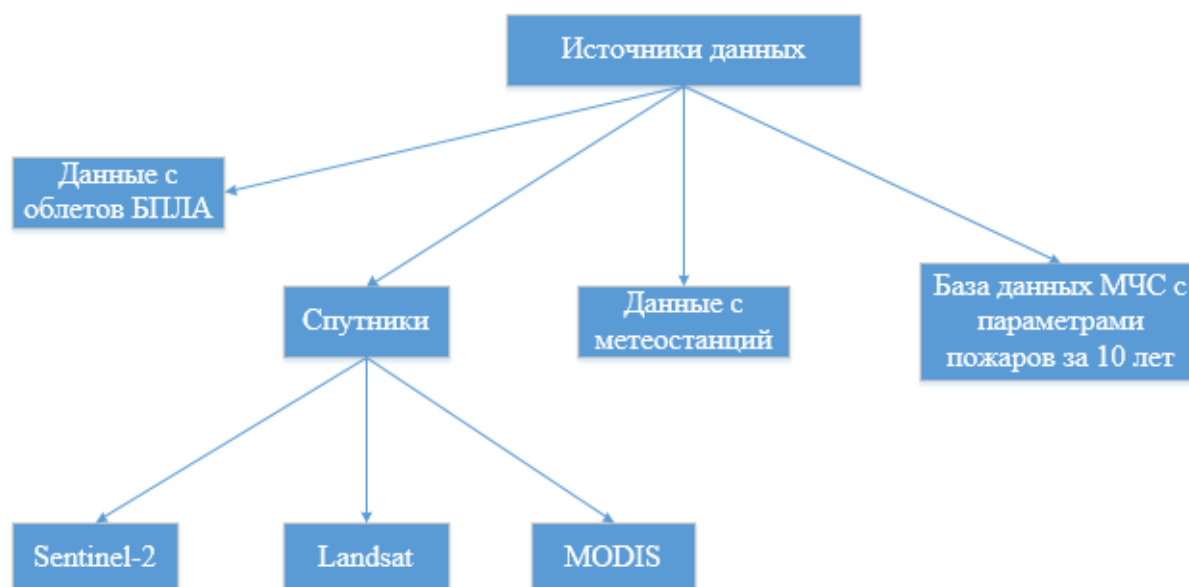 Источники данных
Данные с
облетов БПЛА
Спутники
Данные с
метеостанций
База данных МЧС с
параметрами
пожаров за 10 лет
Sentinel-2
Landsat
MODIS